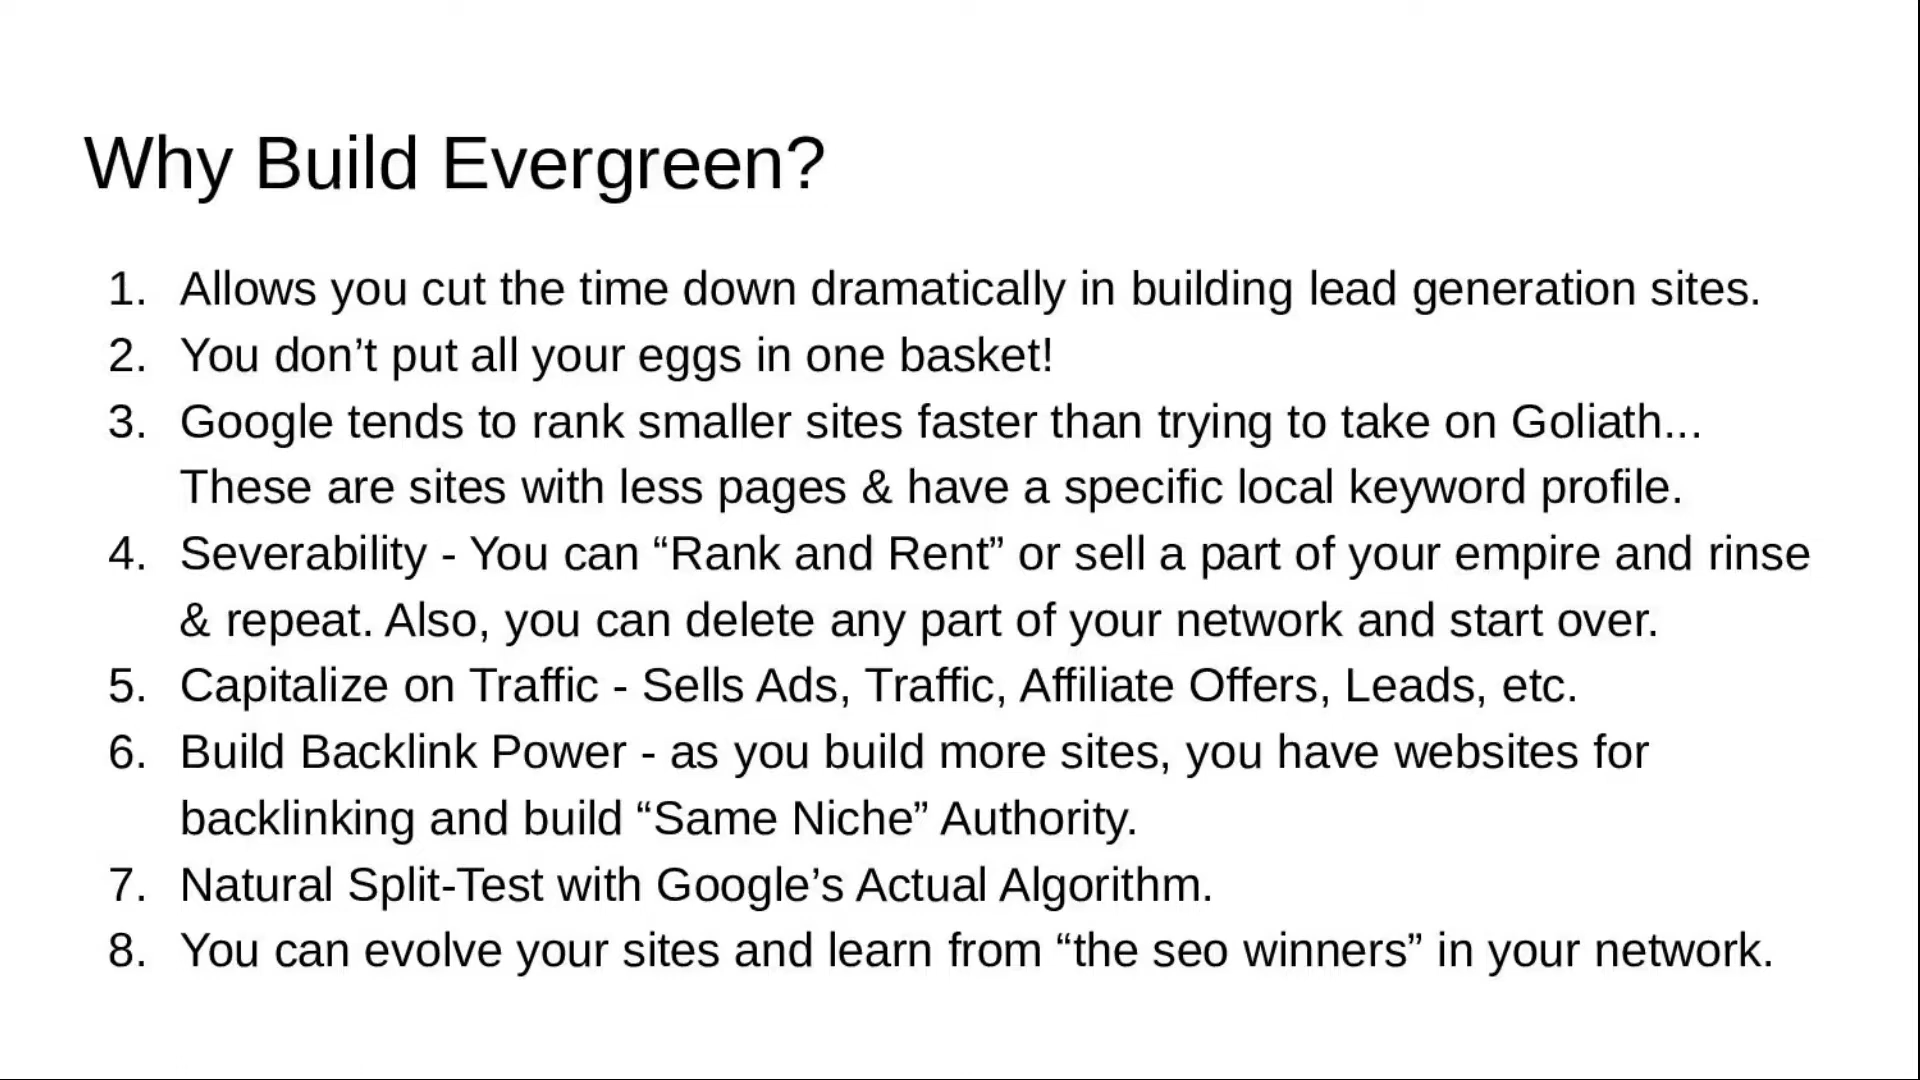 Why Build Evergreen?
1. Allows you cut the time down dramatically in building lead generation sites.
2. You don’t put all your eggs in one basket!
3. Google tends to rank smaller sites faster than trying to take on Goliath...
These are sites with less pages & have a specific local keyword profile.
4. Severability - You can “Rank and Rent” or sell a part of your empire and rinse
& repeat. Also, you can delete any part of your network and start over.
5. Capitalize on Traffic - Sells Ads, Traffic, Affiliate Offers, Leads, etc.
6. Build Backlink Power - as you build more sites, you have websites for
backlinking and build “Same Niche” Authority.
7. Natural Split-Test with Google’s Actual Algorithm.
8. You can evolve your sites and learn from “the seo winners” in your network.